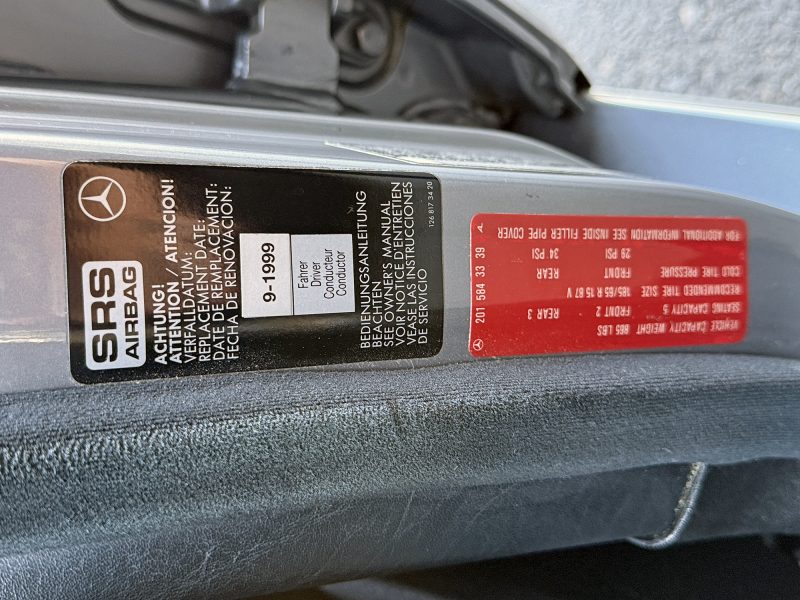 SRS
AIRBAG
ACHTUNG!
ATTENTION / ATENCION!
VERFALLDATUM:
REPLACEMENT DATE:
DATE DE REMPLACEMENT:
FECHA DE RENOVACIÓN:
9-1999
Fahrer
Driver
Conducteur
Conductor
BEDIENUNGSANLEITUNG
BEACHTEN
SEE OWNER'S MANUAL
VOIR NOTICE D'ENTRETIEN
VEASE LAS INSTRUCCIONES
DE SERVICIO
126 817 34 20
VEHICLE CAPACITY WEIGHT 865 LBS
SEATING CAPACITY 5 FRONT 2 REAR 3
RECOMMENDED TIRE SIZE 185/65 R 15 87 V
COLD TIRE PRESSURE FRONT REAR
29 PSI 34 PSI
FOR ADDITIONAL INFORMATION SEE INSIDE FILLER PIPE COVER
201 584 33 39 A